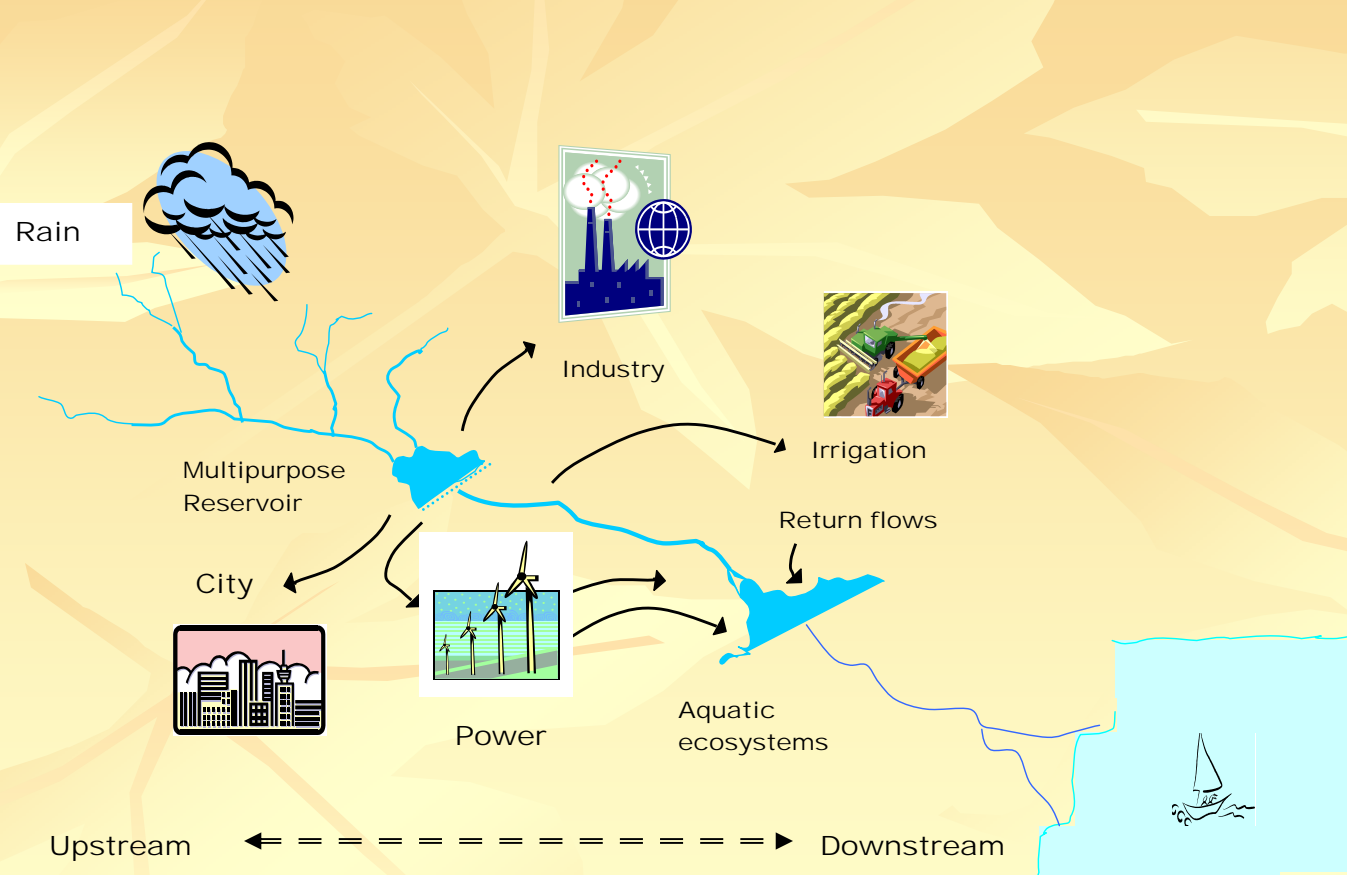 Rain
Industry
Irrigation
Multipurpose
Reservoir
Return flows
City
Aquatic
ecosystems
Power
Upstream
Downstream